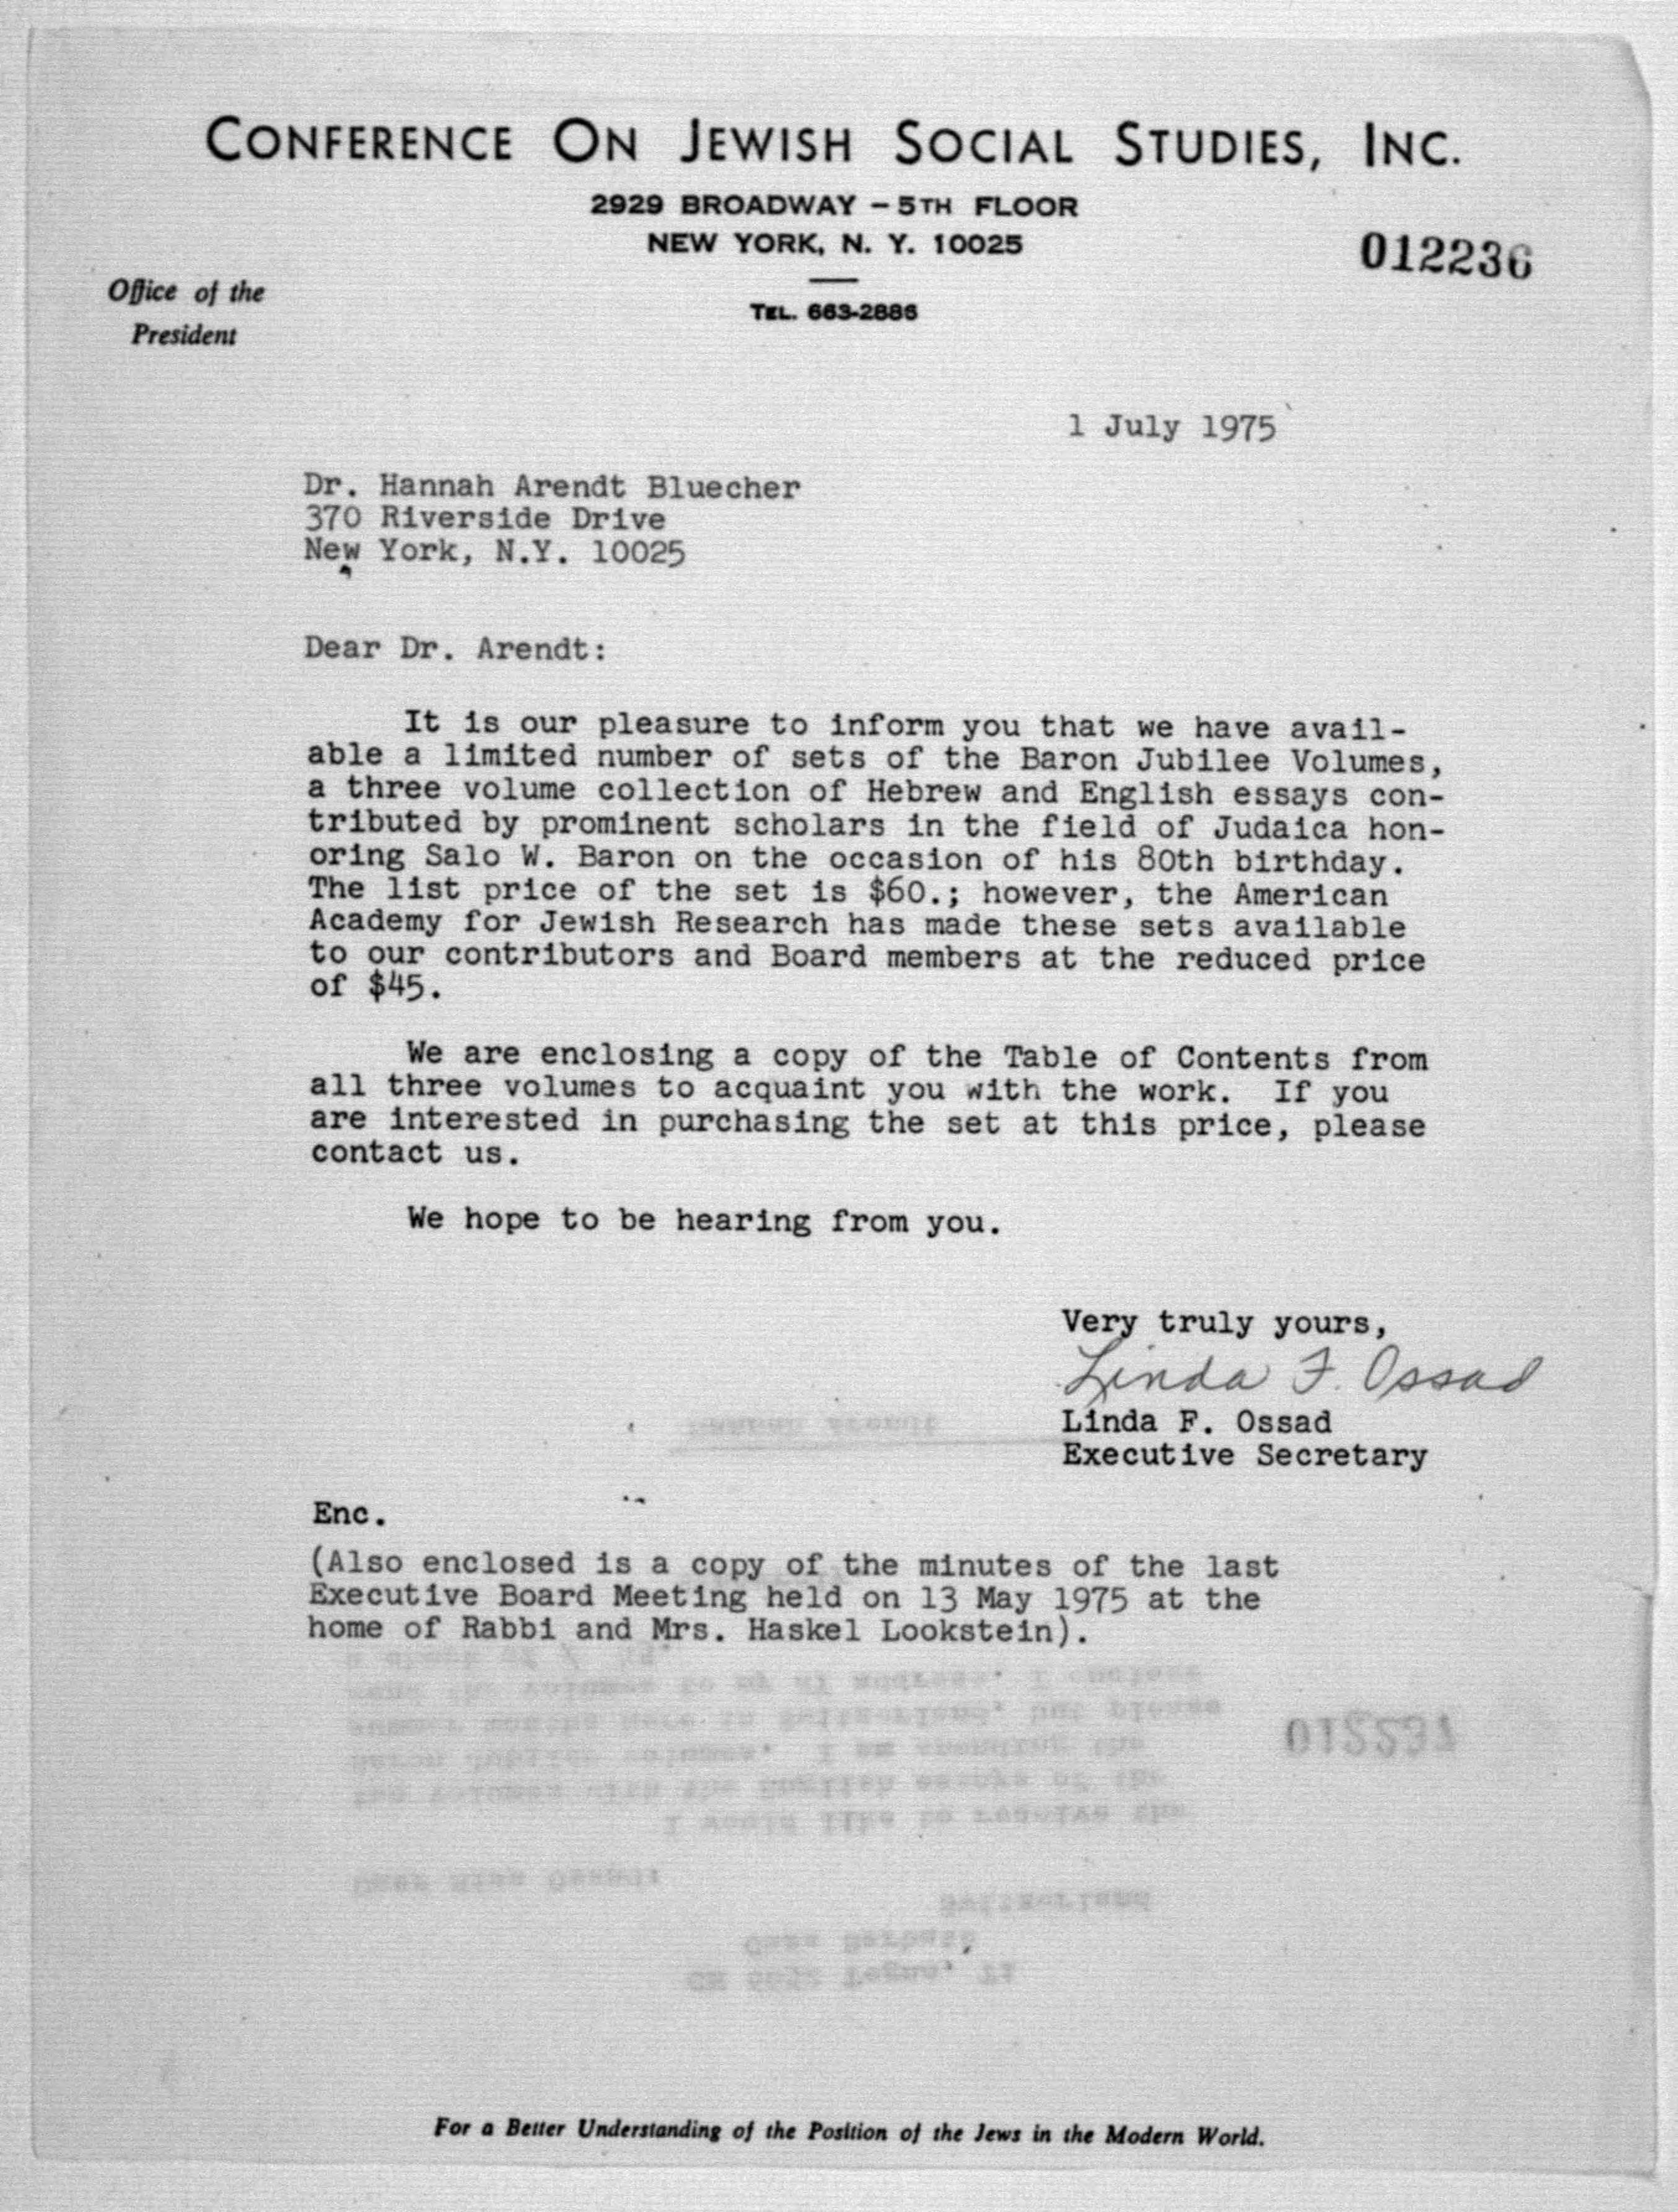 CONFERENCE ON JEWISH SOCIAL STUDIES, INC.
2929 BROADWAY – 5TH FLOOR
NEW YORK, N. Y. 10025
012236
Office of the
President
TEL. 663-2886
1 July 1975
Dr. Hannah Arendt Bluecher
370 Riverside Drive
New York, N.Y. 10025
Dear Dr. Arendt:
It is our pleasure to inform you that we have avail-
able a limited number of sets of the Baron Jubilee Volumes,
a three volume collection of Hebrew and English essays con-
tributed by prominent scholars in the field of Judaica hon-
oring Salo W. Baron on the occasion of his 80th birthday.
The list price of the set is $60.; however, the American
Academy for Jewish Research has made these sets available
to our contributors and Board members at the reduced price
of $45.
We are enclosing a copy of the Table of Contents from
all three volumes to acquaint you with the work. If you
are interested in purchasing the set at this price, please
contact us.
We hope to be hearing from you.
Very truly yours,
Linda F. Ossad
Linda F. Ossad
Executive Secretary
Enc.
(Also enclosed is a copy of the minutes of the last
Executive Board Meeting held on 13 May 1975 at the
home of Rabbi and Mrs. Haskel Lookstein).
For a Better Understanding of the Position of the Jews in the Modern World.